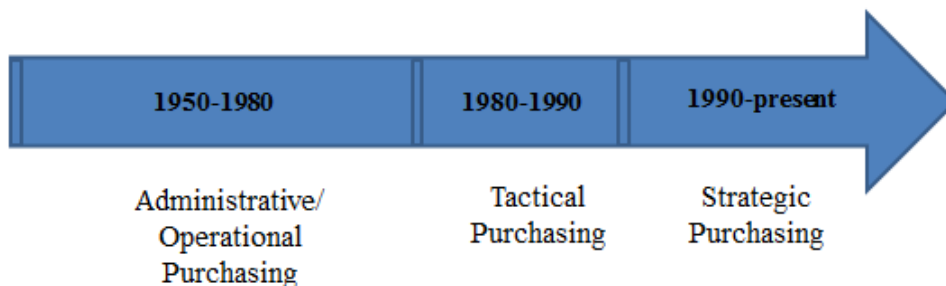 1950-1980
1980-1990
1990-present
Administrative/
Operational
Purchasing
Tactical
Purchasing
Strategic
Purchasing